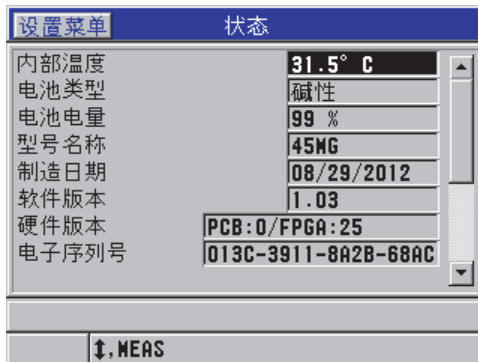 设置菜单 状态
内部温度 31.5° C
电池类型 碱性
电池电量 99 %
型号名称 45MG
制造日期 08/29/2012
软件版本 1.03
硬件版本 PCB:0/FPGA:25
电子序列号 013C-3911-8A2B-68AC
↕,MEAS